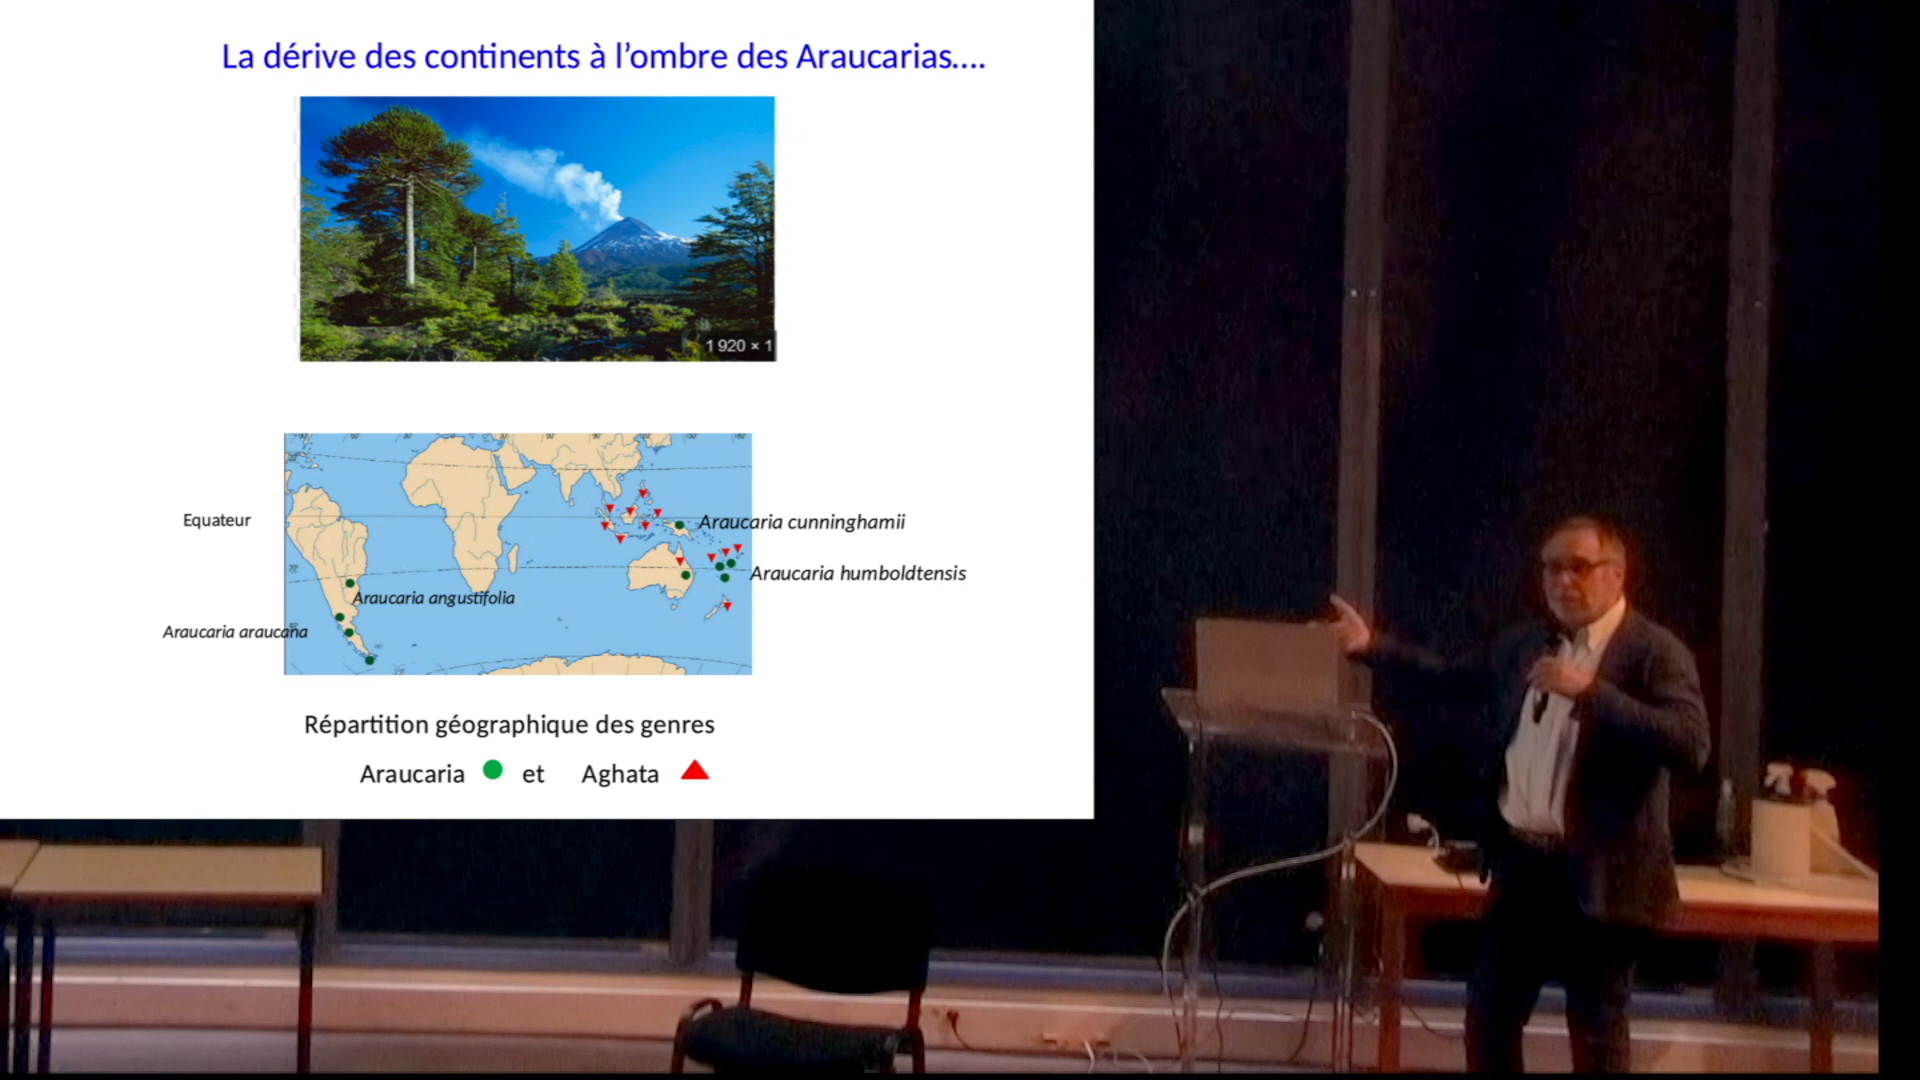 La dérive des continents à l'ombre des Araucarias....
1 920 × 1
Equateur
Araucaria cunninghamii
Araucaria humboldtensis
Araucaria angustifolia
Araucaria araucana
Répartition géographique des genres
Araucaria et Aghata